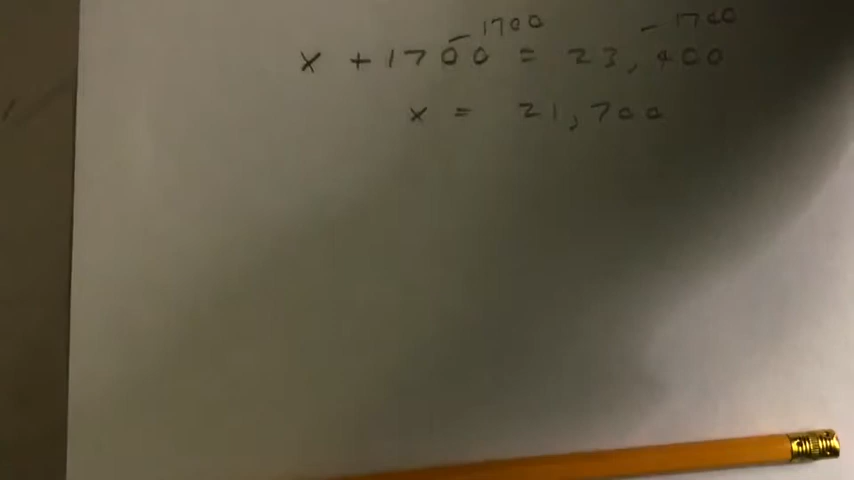 -1700 -1700
x + 1700 = 23,400
x = 21,700